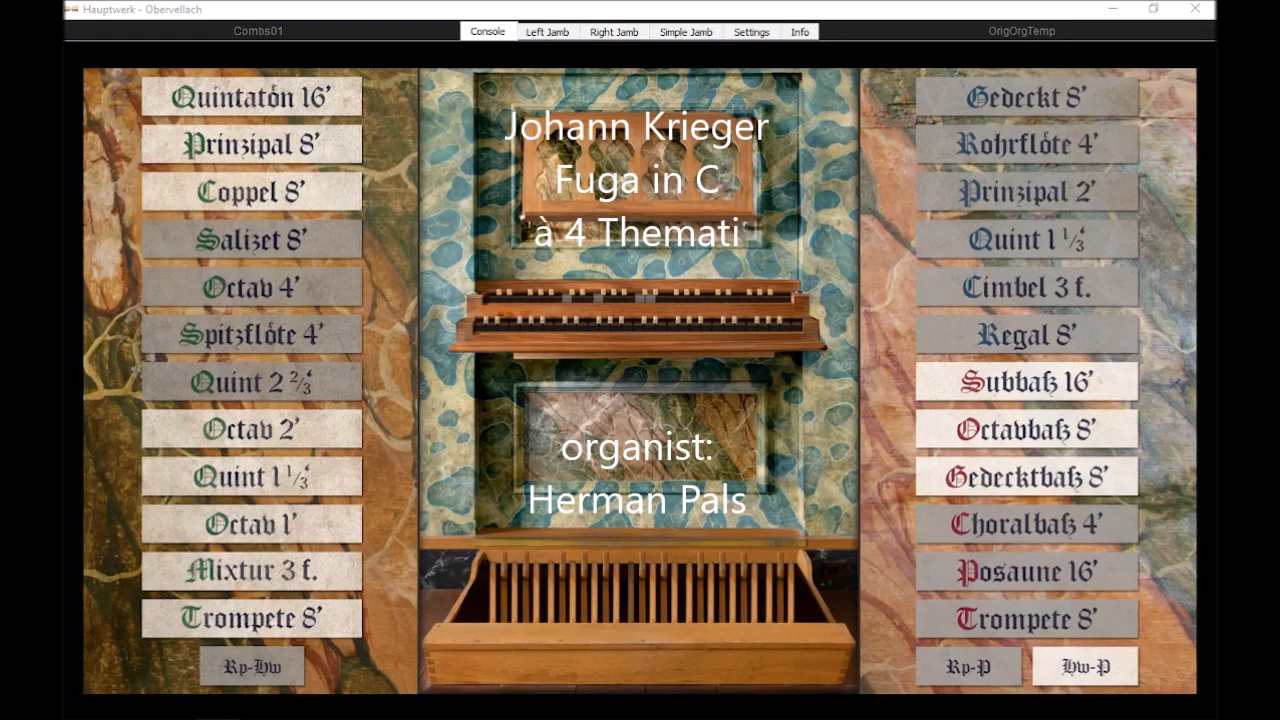 Hauptwerk - Obervellach
Combs01
Console
Left Jamb
Right Jamb
Simple Jamb
Settings
Info
OrigOrgTemp
Quintatön 16'
Prinzipal 8'
Coppel 8'
Salizet 8'
Octav 4'
Spitzflöte 4'
Quint 2 ⅔'
Octav 2'
Quint 1 ⅓'
Octav 1'
Mixtur 3 f.
Trompete 8'
Rp-Hw
Johann Krieger
Fuga in C
à 4 Themati
organist:
Herman Pals
Gedeckt 8'
Rohrflöte 4'
Prinzipal 2'
Quint 1 ⅓'
Cimbel 3 f.
Regal 8'
Subbaß 16'
Octavbaß 8'
Gedecktbaß 8'
Choralbaß 4'
Posaune 16'
Trompete 8'
Rp-P
Hw-P